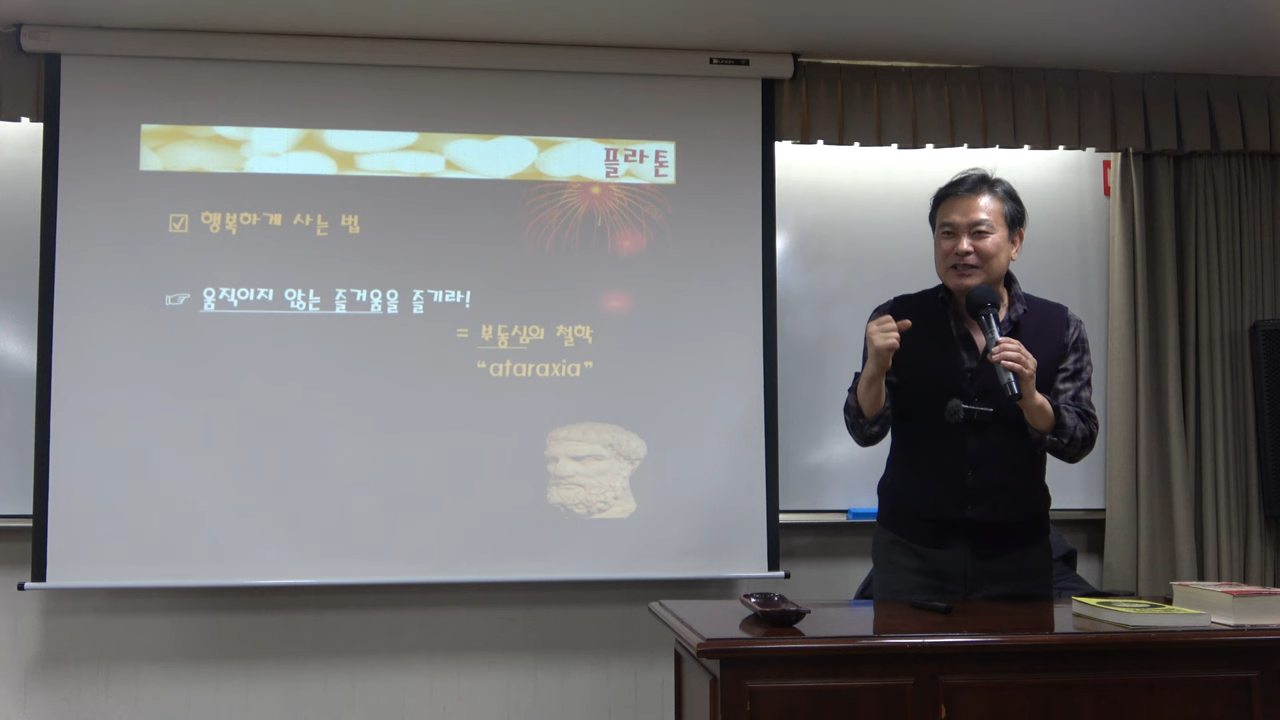 플라톤
☑ 행복하게 사는 법
☞ 움직이지 않는 즐거움을 즐기라!
= 부동심의 철학
“ataraxia”